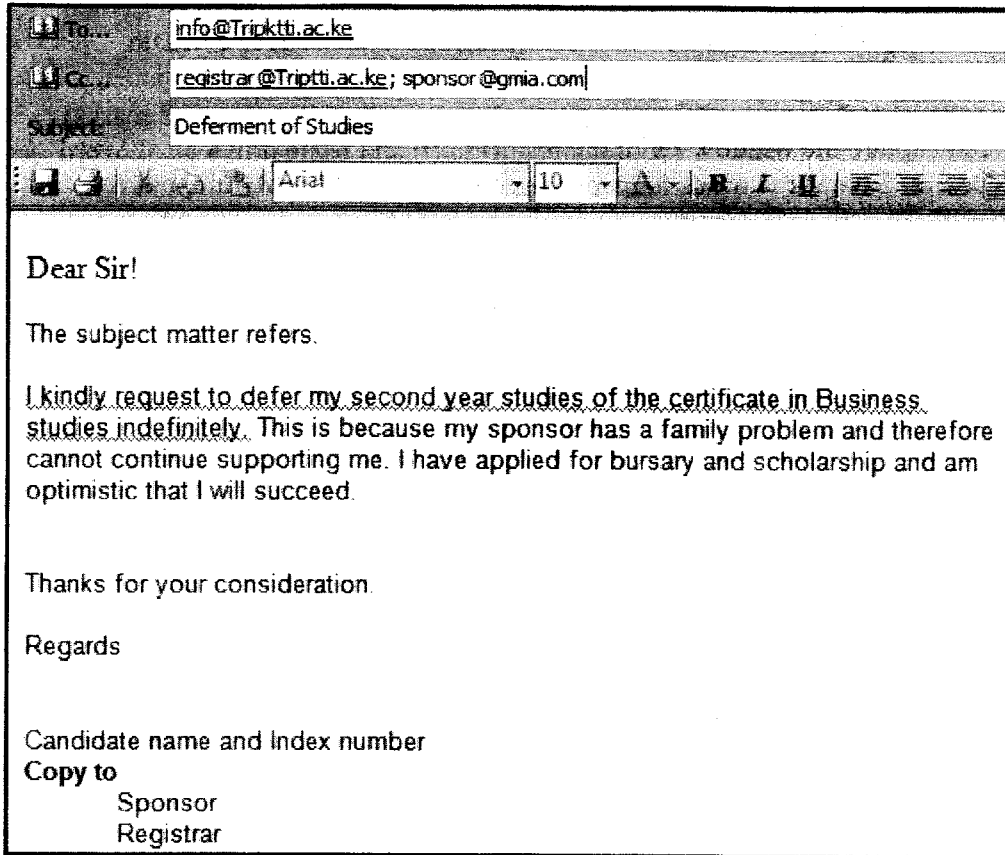 To...
info@Tripktti.ac.ke
Cc...
registrar@Triptti.ac.ke; sponsor@gmia.com
Subject:
Deferment of Studies
Arial 10 A B I U
Dear Sir!
The subject matter refers.
I kindly request to defer my second year studies of the certificate in Business
studies indefinitely. This is because my sponsor has a family problem and therefore
cannot continue supporting me. I have applied for bursary and scholarship and am
optimistic that I will succeed.
Thanks for your consideration.
Regards
Candidate name and Index number
Copy to
Sponsor
Registrar